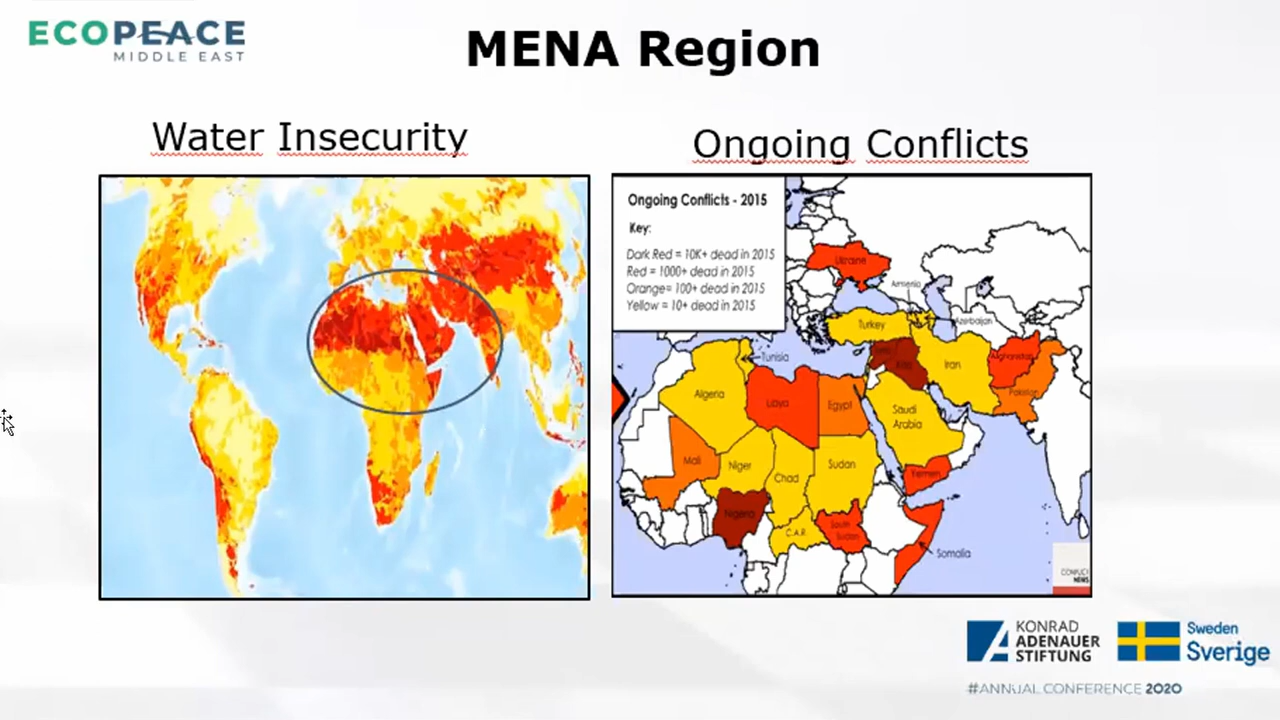 ECOPEACE
MIDDLE EAST
MENA Region
Water Insecurity
Ongoing Conflicts
Ongoing Conflicts - 2015
Key:
Dark Red = 10K+ dead in 2015
Red = 1000+ dead in 2015
Orange= 100+ dead in 2015
Yellow = 10+ dead in 2015
Ukraine
Armenia
Turkey
Azerbaijan
Tunisia
Iraq
Iran
Afghanistan
Pakistan
Algeria
Libya
Egypt
Saudi
Arabia
Mali
Niger
Chad
Sudan
Yemen
Nigeria
C.A.R.
South
Sudan
Somalia
NEWS
KONRAD
ADENAUER
STIFTUNG
Sweden
Sverige
#ANNUAL CONFERENCE 2020